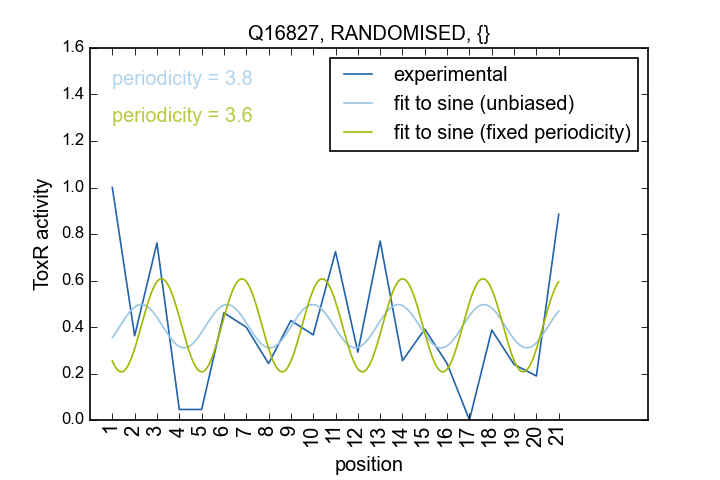 Q16827, RANDOMISED, {}
periodicity = 3.8
periodicity = 3.6
experimental
fit to sine (unbiased)
fit to sine (fixed periodicity)
ToxR activity
1.6
1.4
1.2
1.0
0.8
0.6
0.4
0.2
0.0
1 2 3 4 5 6 7 8 9 10 11 12 13 14 15 16 17 18 19 20 21
position